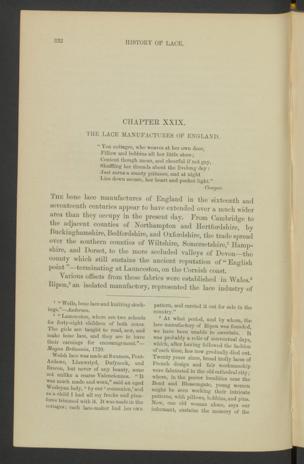 332
HISTORY OF LACE.
CHAPTER XXIX.
THE LACE MANUFACTURES OF ENGLAND.
"Yon cottager, who weaves at her own door,
Pillow and bobbins all her little store;
Content though mean, and cheerful if not gay,
Shuffling her threads about the livelong day;
Just earns a scanty pittance, and at night
Lies down secure, her heart and pocket light."
Cowper.
THE bone lace manufactures of England in the sixteenth and
seventeenth centuries appear to have extended over a much wider
area than they occupy in the present day. From Cambridge to
the adjacent counties of Northampton and Hertfordshire, by
Buckinghamshire, Bedfordshire, and Oxfordshire, the trade spread
over the southern counties of Wiltshire, Somersetshire,¹ Hamp-
shire, and Dorset, to the more secluded valleys of Devon—the
county which still sustains the ancient reputation of "English
point"—terminating at Launceston, on the Cornish coast.
Various offsets from these fabrics were established in Wales.³
Ripon,⁴ an isolated manufactory, represented the lace industry of
¹ "Wells, bone lace and knitting stock-
ings."—Anderson.
² "Launceston, where are two schools
for forty-eight children of both sexes.
The girls are taught to read, sew, and
make bone lace, and they are to have
their earnings for encouragement."—
Magna Britannia, 1720.
Welsh lace was made at Swansea, Pont-
Ardawe, Llanwrtyd, Dufynock, and
Brecon, but never of any beauty, some
not unlike a coarse Valenciennes. "It
was much made and worn," said an aged
Wesleyan lady, "by our 'connexion,' and
as a child I had all my frocks and pina-
fores trimmed with it. It was made in the
cottages; each lace-maker had her own
pattern, and carried it out for sale in the
country."
⁴ At what period, and by whom, the
lace manufactory of Ripon was founded,
we have been unable to ascertain. It
was probably a relic of conventual days,
which, after having followed the fashion
of each time, has now gradually died out.
Twenty years since, broad trolly laces of
French design and fair workmanship
were fabricated in the old cathedral city;
where, in the poorer localities near the
Bond and Blossomgate, young women
might be seen working their intricate
patterns, with pillows, bobbins, and pins.
Now, one old woman alone, says our
informant, sustains the memory of the